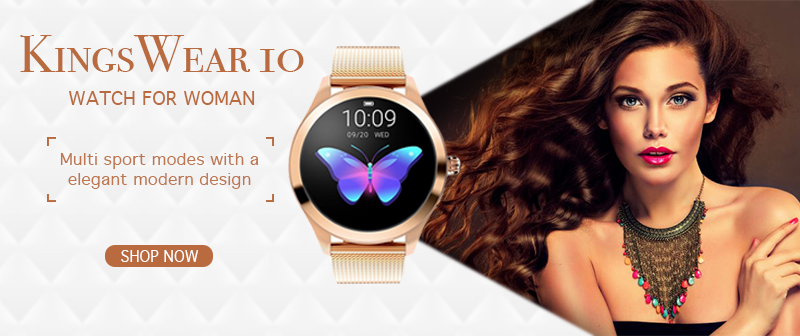 KINGSWEAR 10
WATCH FOR WOMAN
Multi sport modes with a
elegant modern design
SHOP NOW
10:09
09/20 WED